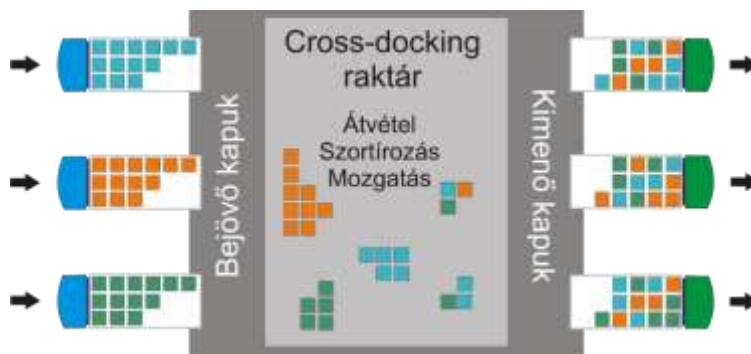 Cross-docking
raktár
Átvétel
Szortírozás
Mozgatás
Bejövő kapuk
Kimenő kapuk